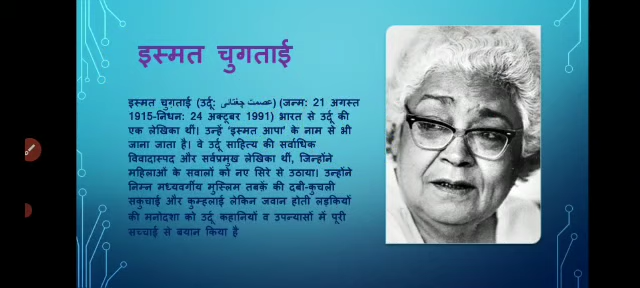 इस्मत चुगताई
इस्मत चुग़ताई (उर्दू: عصمت چغتائی) (जन्म: 21 अगस्त
1915-निधन: 24 अक्टूबर 1991) भारत से उर्दू की
एक लेखिका थीं। उन्हें ‘इस्मत आपा’ के नाम से भी
जाना जाता है। वे उर्दू साहित्य की सर्वाधिक
विवादास्पद और सर्वप्रमुख लेखिका थीं, जिन्होंने
महिलाओं के सवालों को नए सिरे से उठाया। उन्होंने
निम्न मध्यवर्गीय मुस्लिम तबक़ें की दबी-कुचली
सकुचाई और कुम्हलाई लेकिन जवान होती लड़कियों
की मनोदशा को उर्दू कहानियों व उपन्यासों में पूरी
सच्चाई से बयान किया है